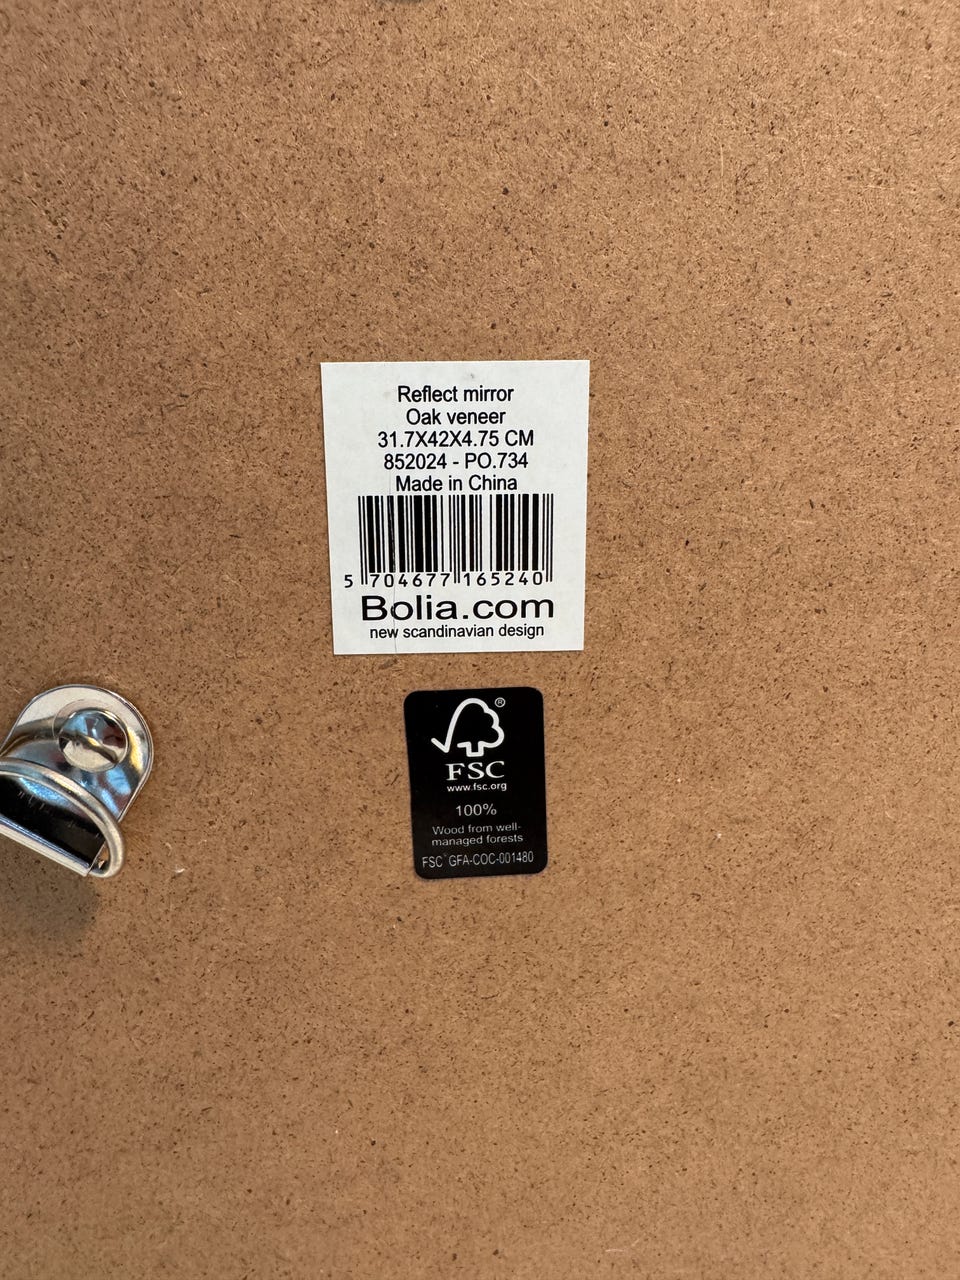 Reflect mirror
Oak veneer
31.7X42X4.75 CM
852024 - PO.734
Made in China
5 704677 165240
Bolia.com
new scandinavian design
®
FSC
www.fsc.org
100%
Wood from well-
managed forests
FSC® GFA-COC-001480